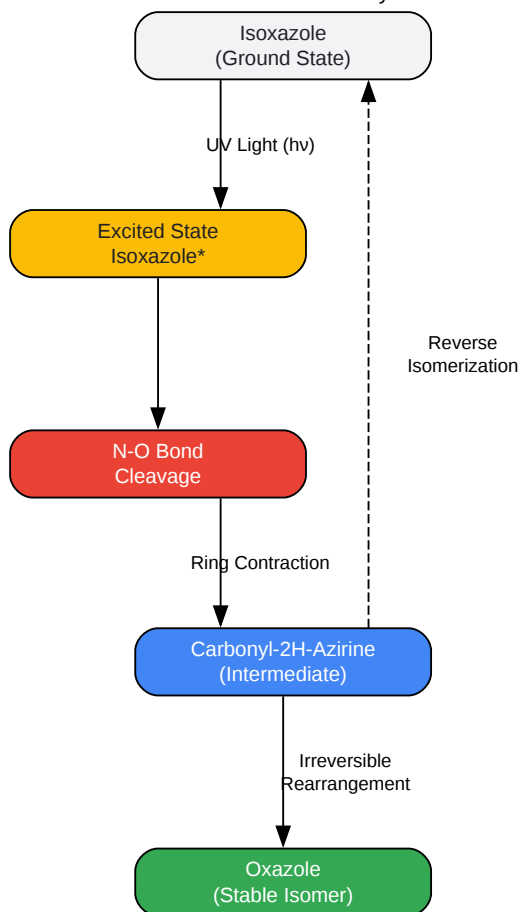 Isoxazole
(Ground State)
UV Light (hν)
Excited State
Isoxazole*
Reverse
Isomerization
N-O Bond
Cleavage
Ring Contraction
Carbonyl-2H-Azirine
(Intermediate)
Irreversible
Rearrangement
Oxazole
(Stable Isomer)